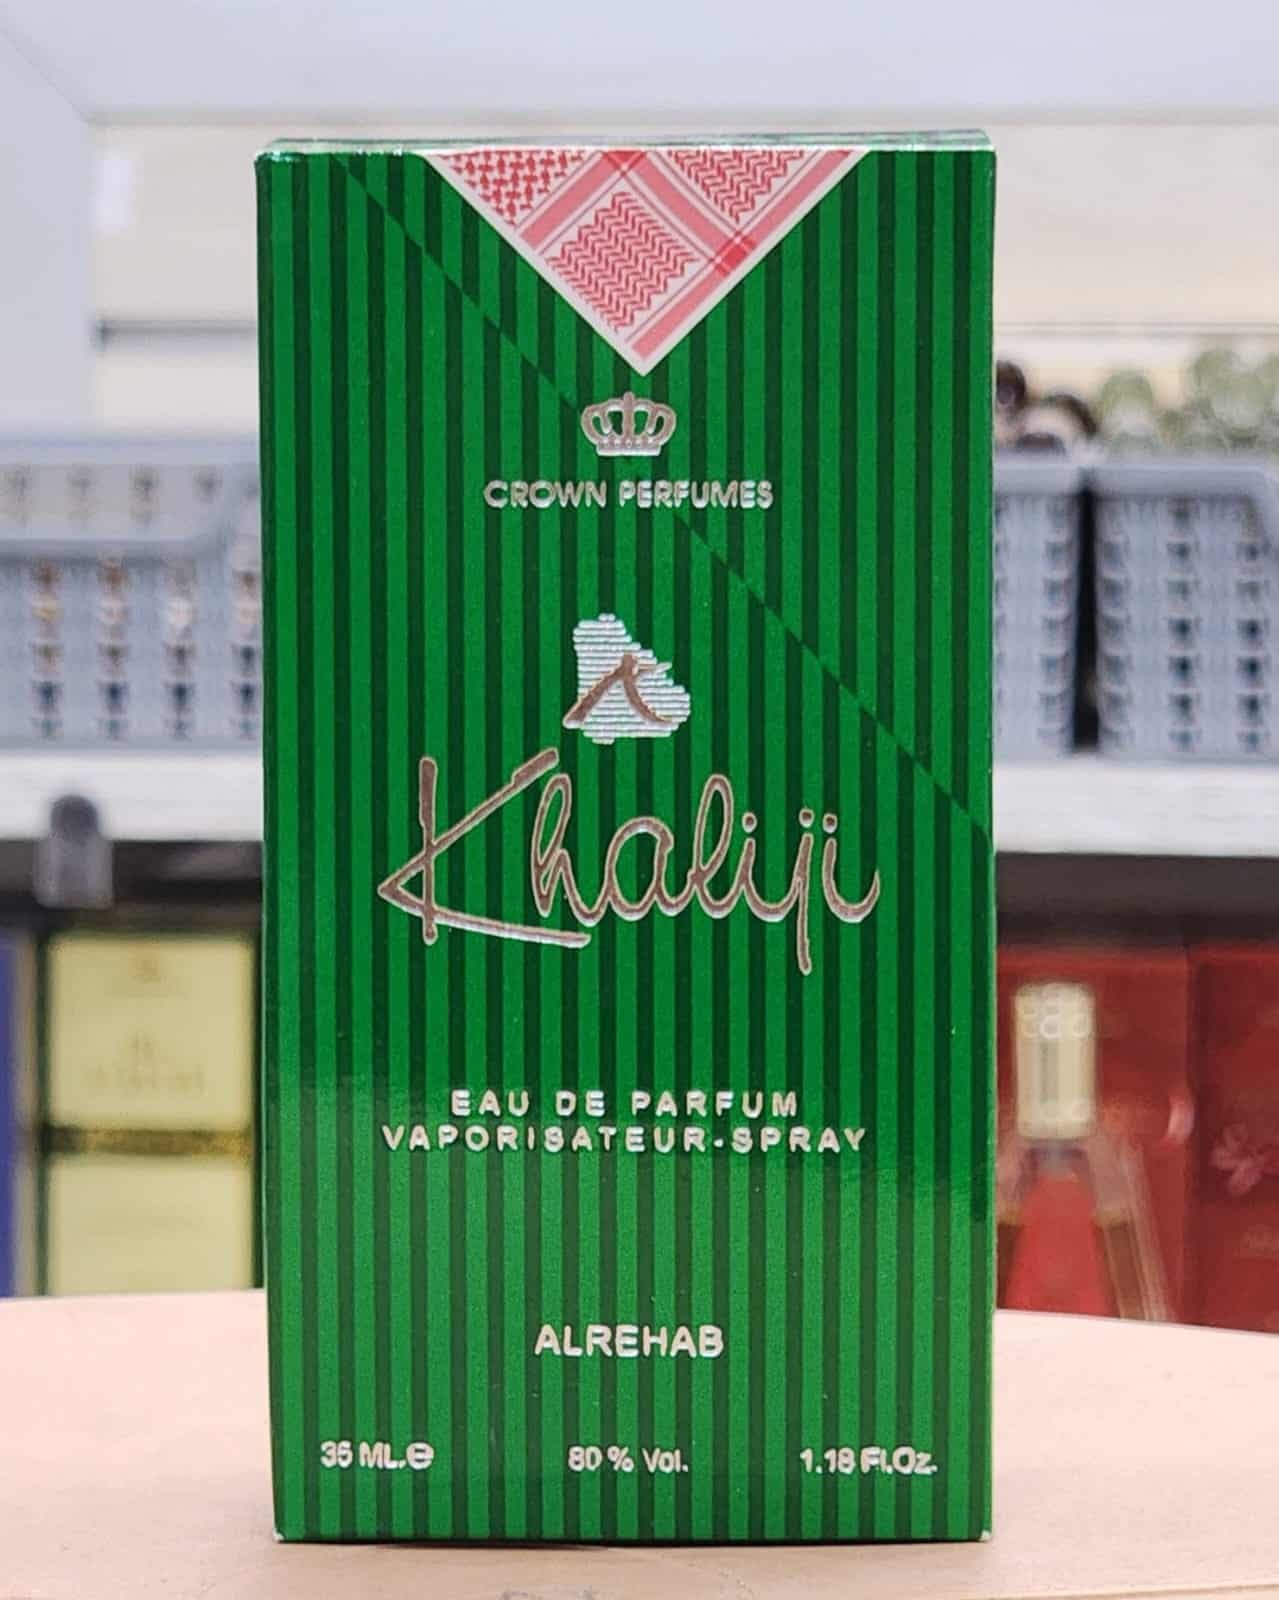 CROWN PERFUMES
Khaliji
EAU DE PARFUM
VAPORISATEUR-SPRAY
ALREHAB
35 ML.℮ 80% Vol. 1.18 Fl.Oz.